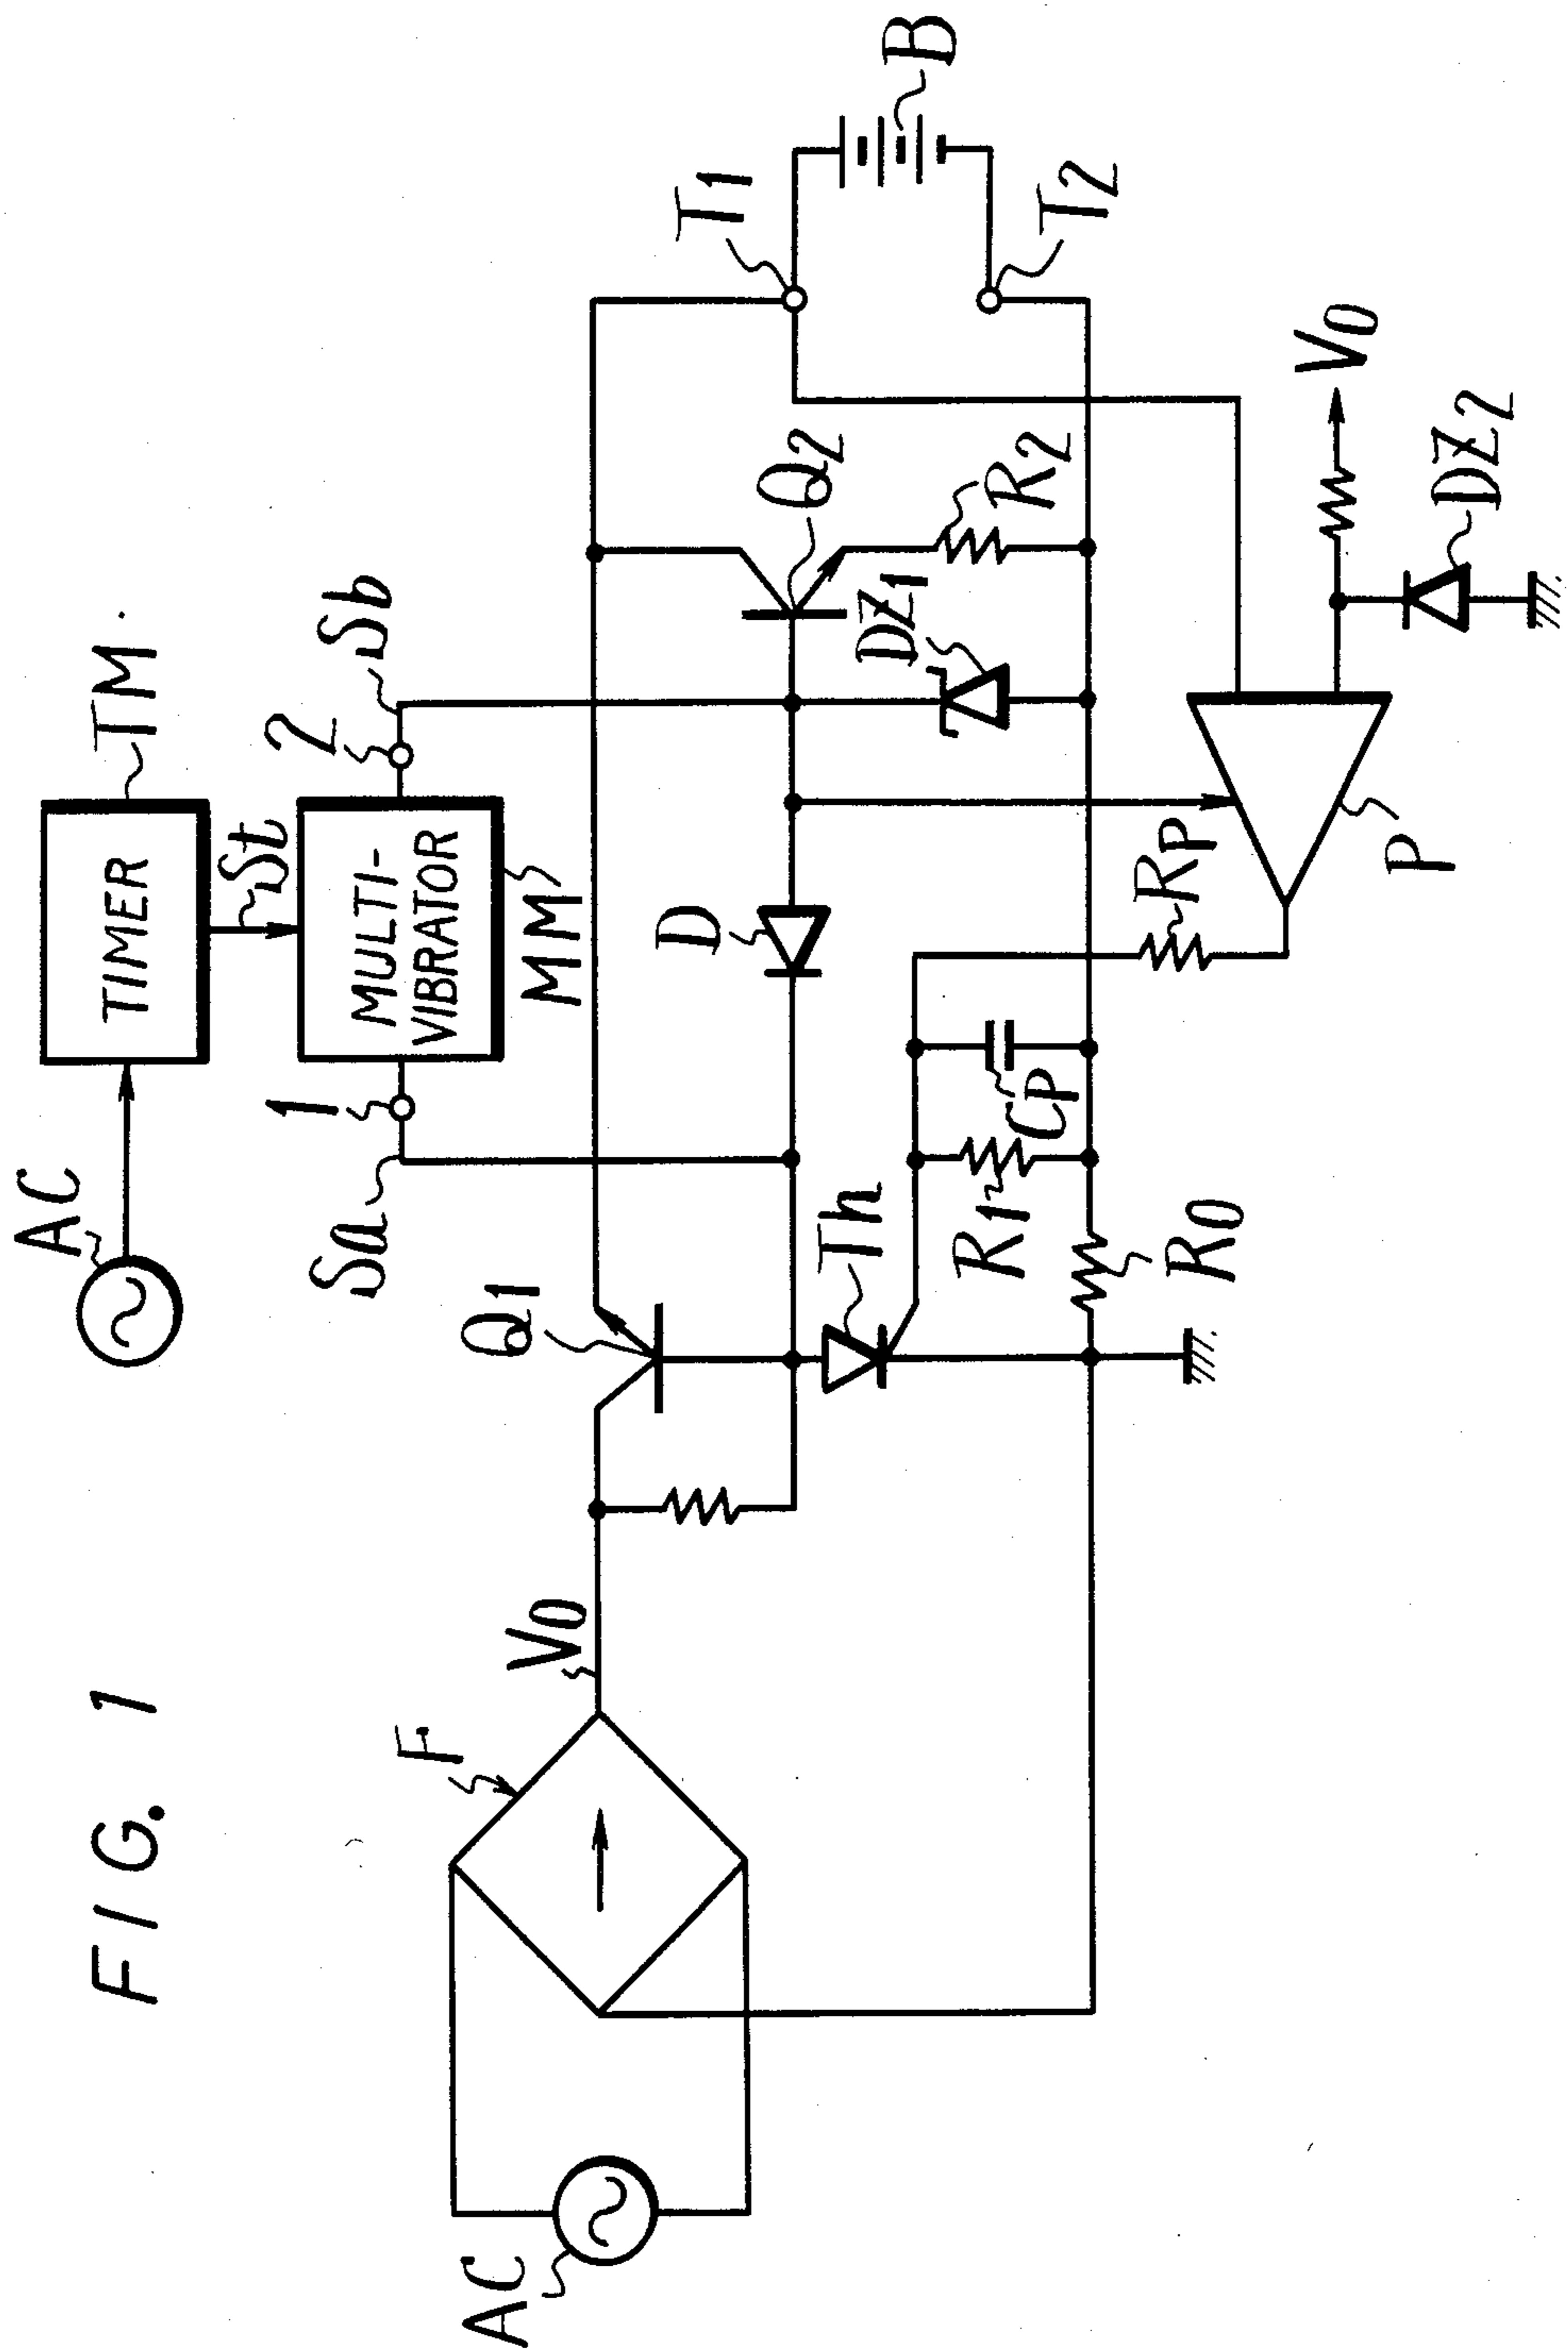 FIG. 1
AC
TIMER
TM
St
1
MULTI-
VIBRATOR
2
Sa
MM
Sb
F
V0
Q1
D
Q2
T1
B
Th
DZ1
R1
CP
R2
T2
R0
RP
P
V0
DZ2
AC